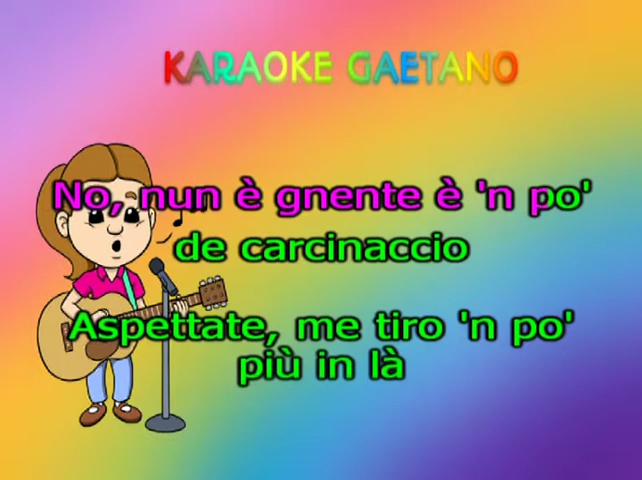 KARAOKE GAETANO
No, nun è gnente è 'n po'
de carcinaccio
Aspettate, me tiro 'n po'
più in là